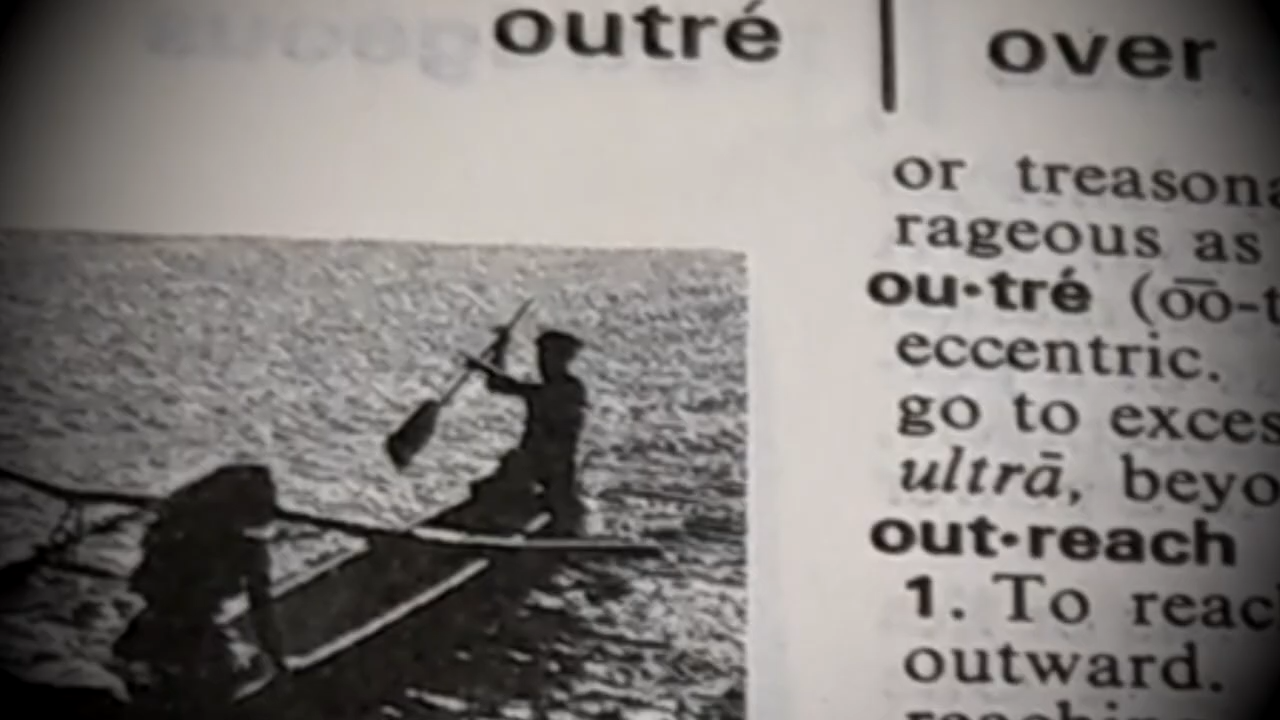 outré | over
or treasona
rageous as
ou•tré (o͞o-t
eccentric.
go to exces
ultrā, beyo
out•reach
1. To reac
outward.